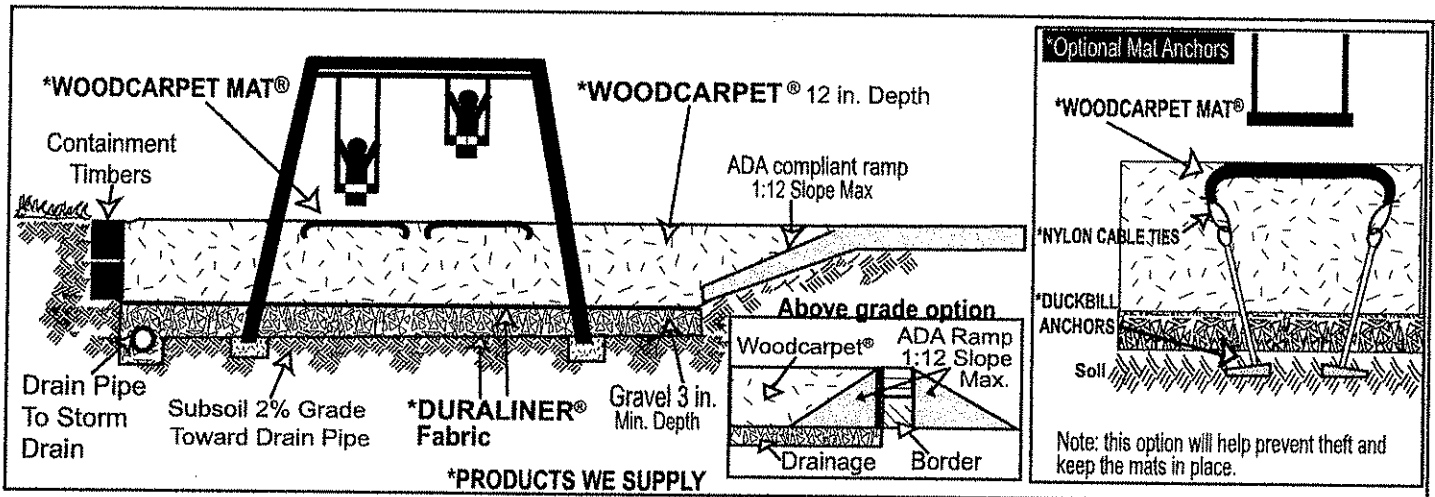 *WOODCARPET MAT®
*WOODCARPET® 12 in. Depth
Containment
Timbers
ADA compliant ramp
1:12 Slope Max
Drain Pipe
To Storm
Drain
Subsoil 2% Grade
Toward Drain Pipe
*DURALINER®
Fabric
Gravel 3 in.
Min. Depth
*PRODUCTS WE SUPPLY
Above grade option
Woodcarpet®
ADA Ramp
1:12 Slope
Max.
Drainage
Border
*Optional Mat Anchors
*WOODCARPET MAT®
*NYLON CABLE TIES
*DUCKBILL
ANCHORS
Soil
Note: this option will help prevent theft and
keep the mats in place.